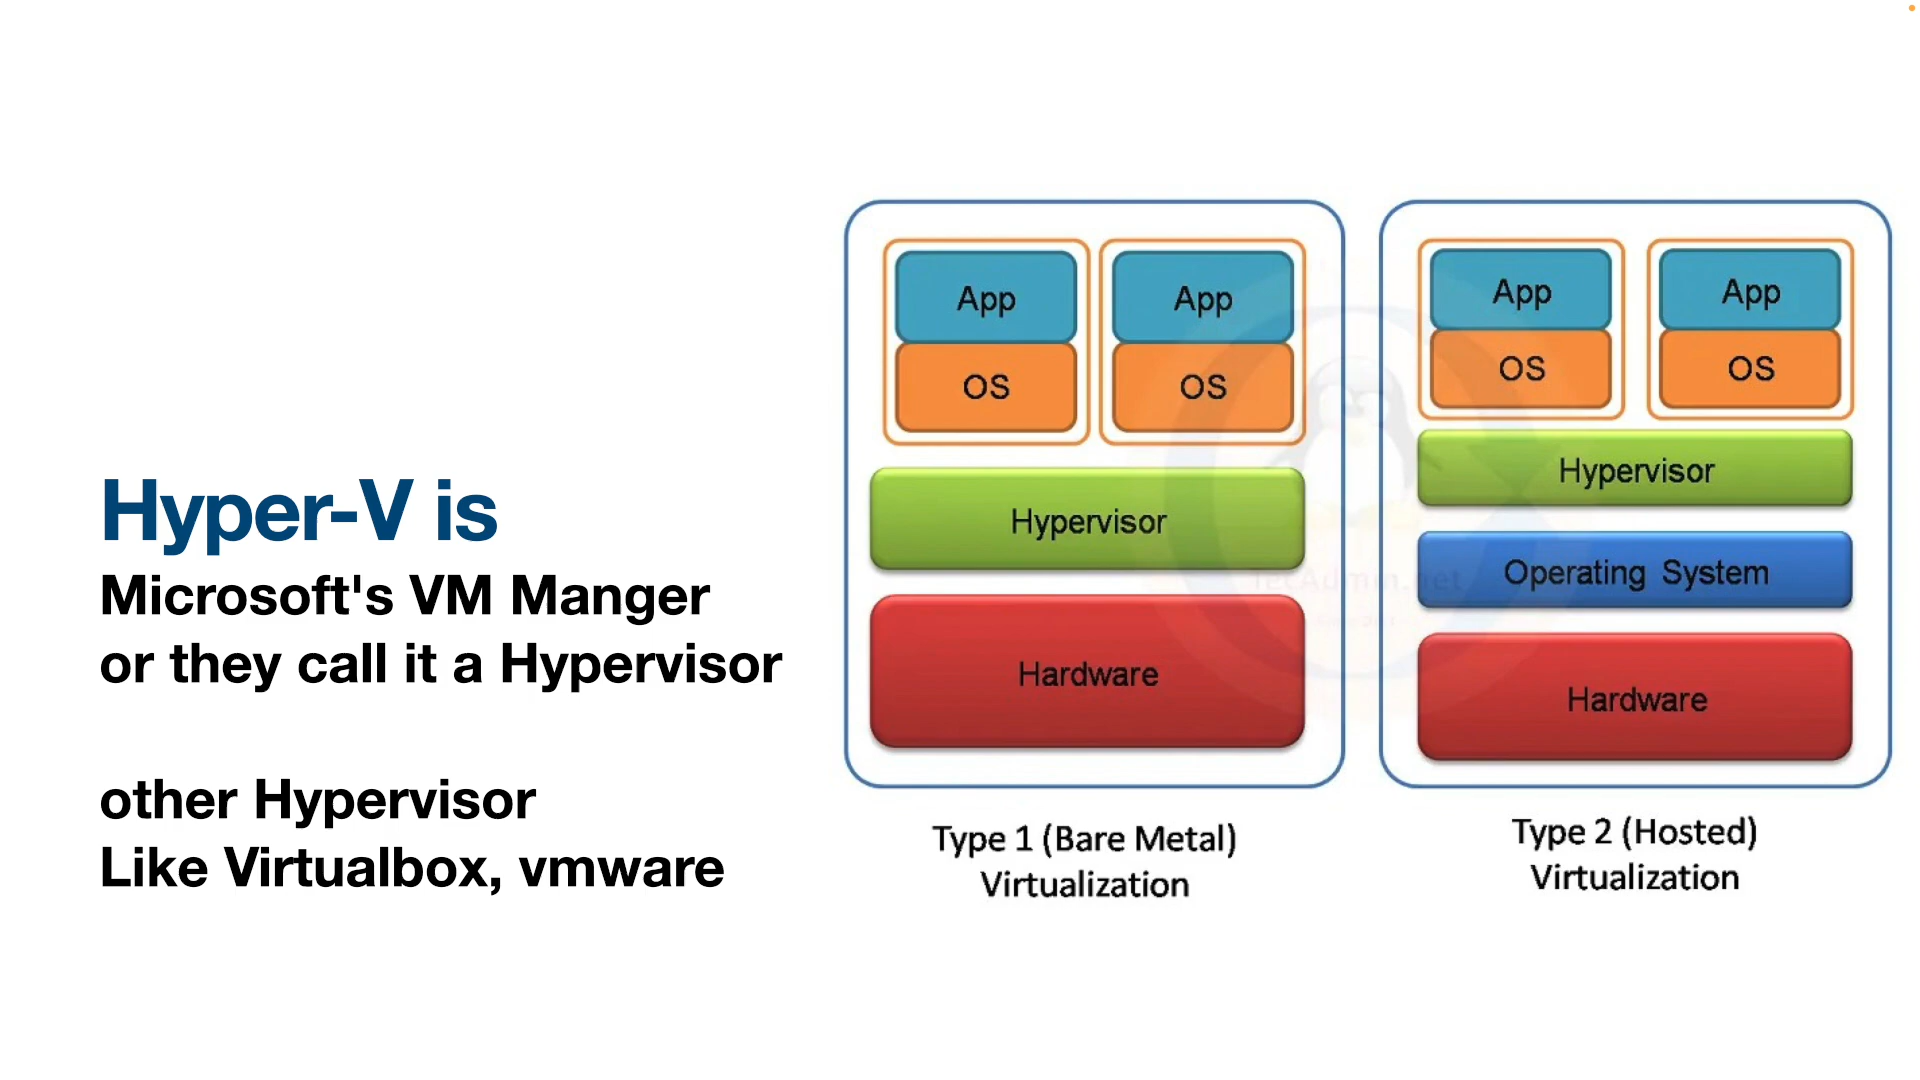 Hyper-V is
Microsoft's VM Manger
or they call it a Hypervisor
other Hypervisor
Like Virtualbox, vmware
App
App
OS
OS
Hypervisor
Hardware
Type 1 (Bare Metal)
Virtualization
App
App
OS
OS
Hypervisor
Operating System
Hardware
Type 2 (Hosted)
Virtualization
TecAdmin.net